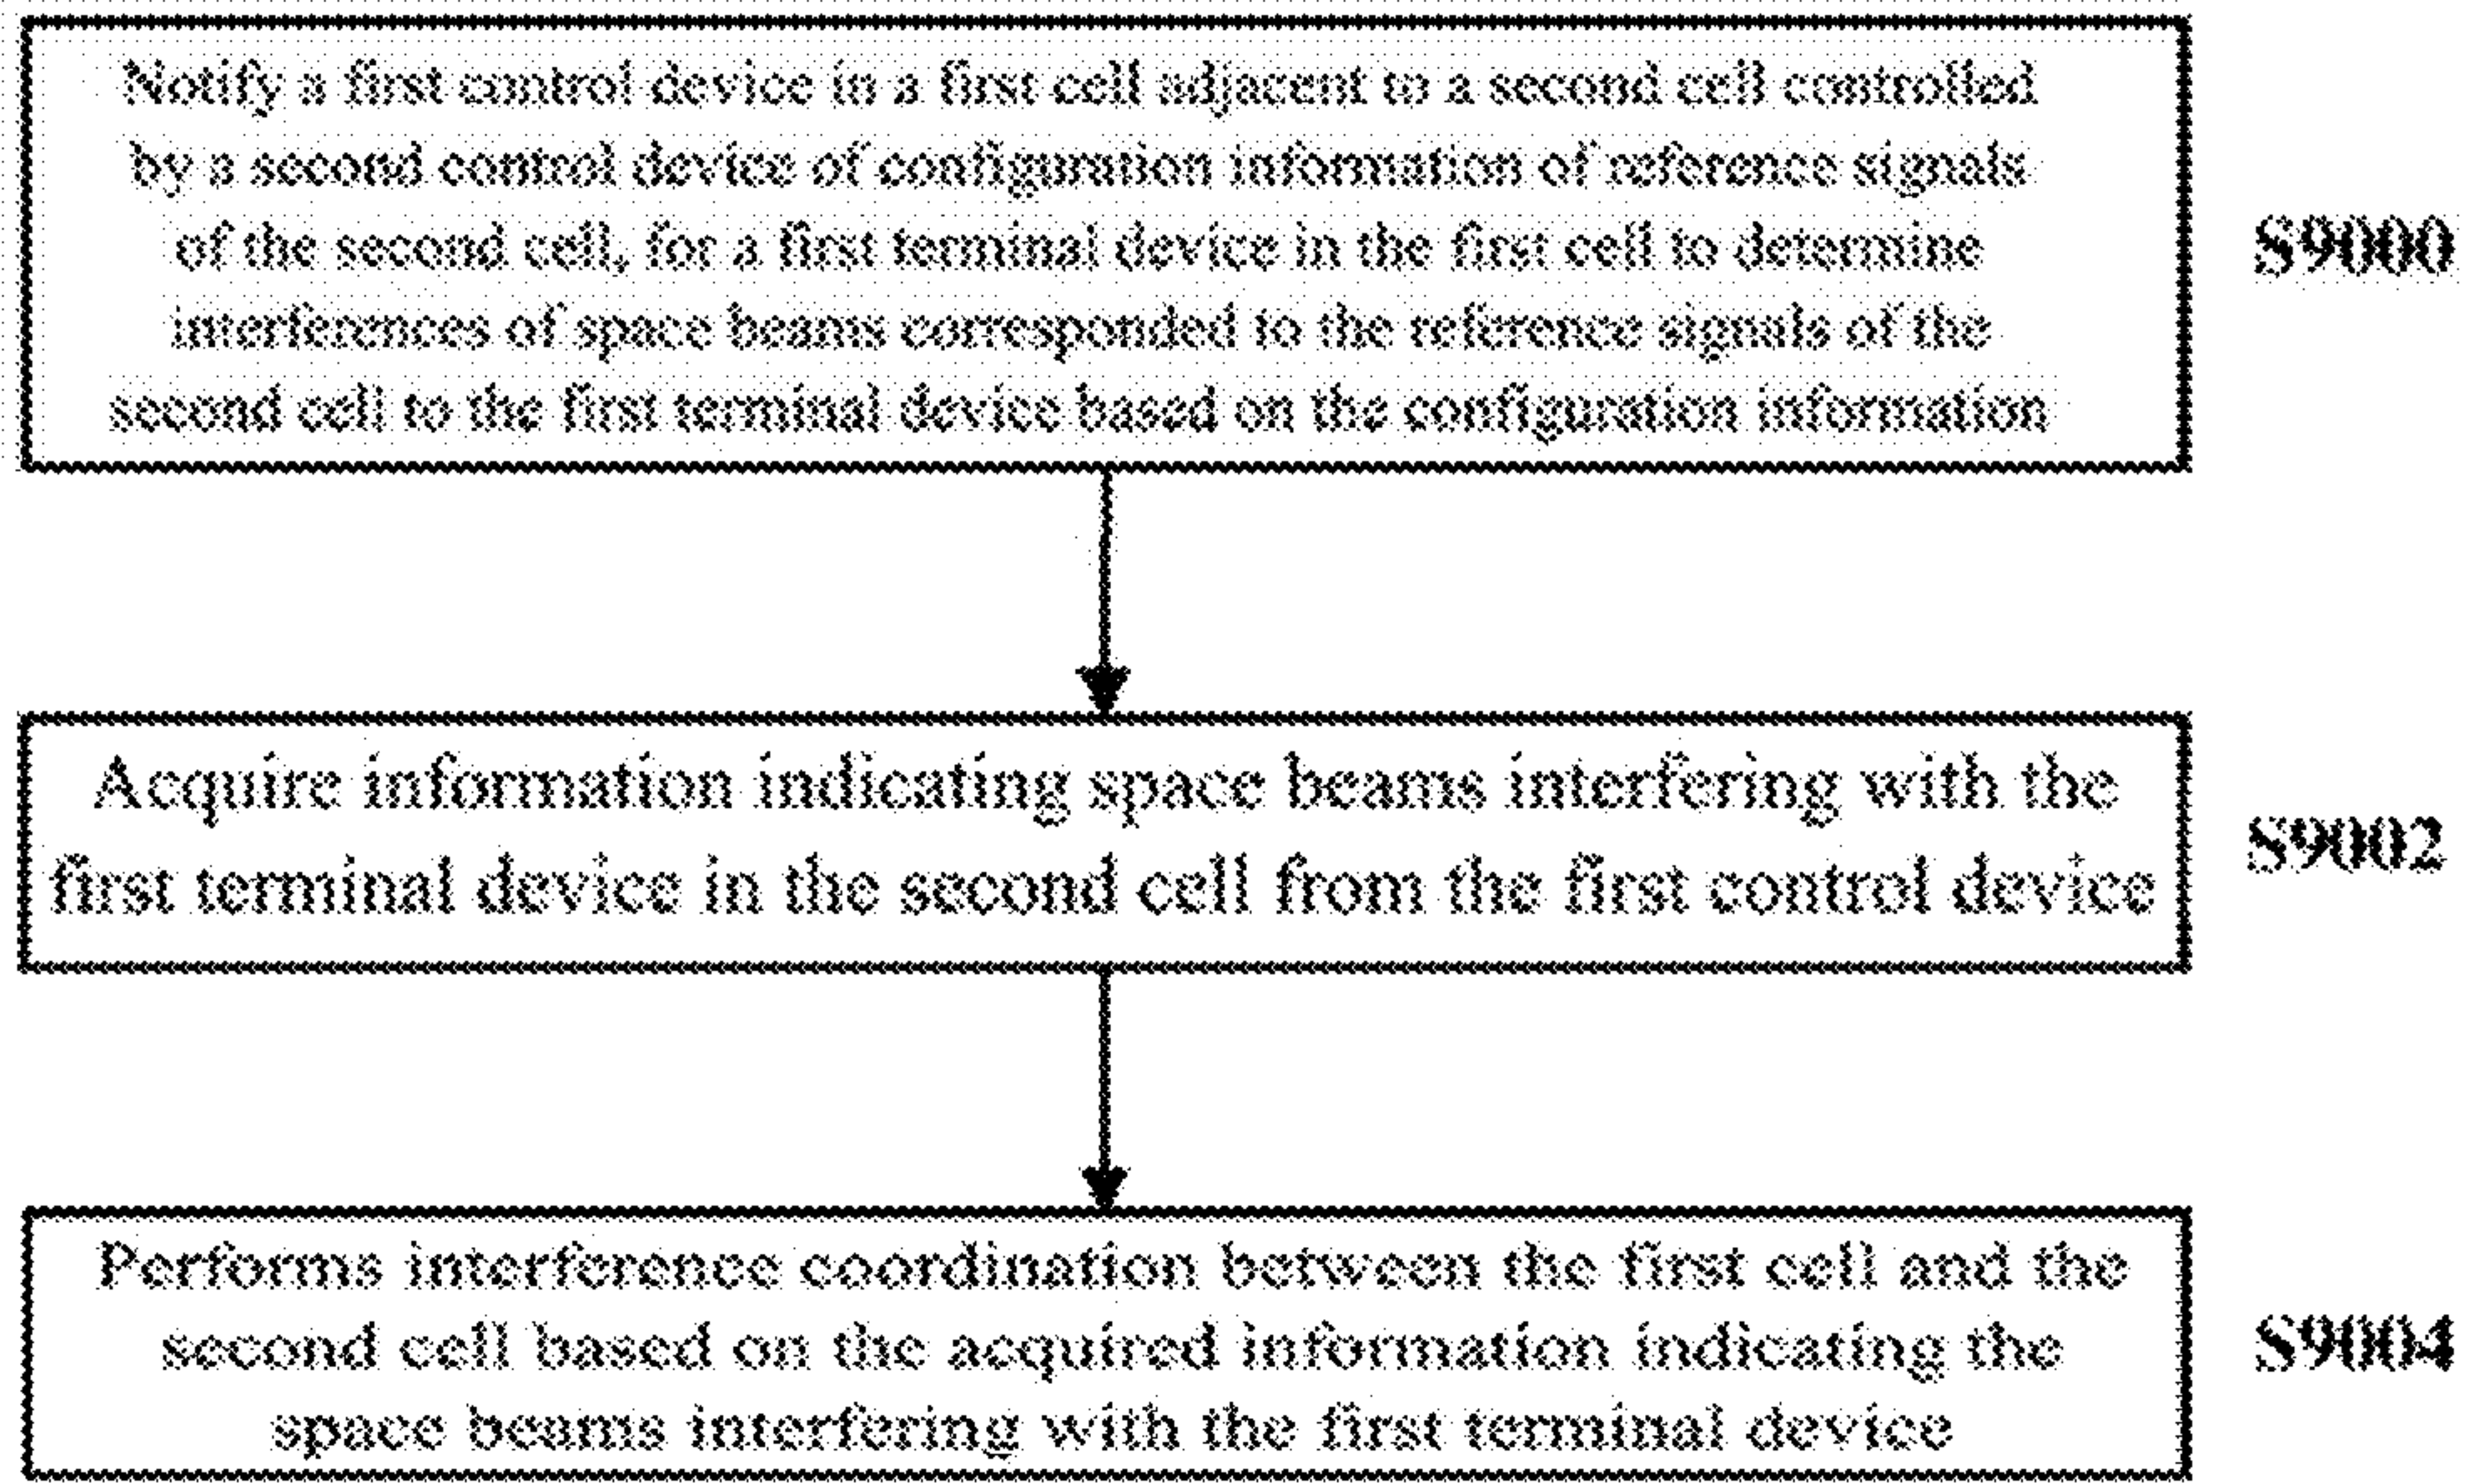 Notify a first control device in a first cell adjacent to a second cell controlled
by a second control device of configuration information of reference signals
of the second cell, for a first terminal device in the first cell to determine
interferences of space beams corresponded to the reference signals of the
second cell to the first terminal device based on the configuration information
S9000
Acquire information indicating space beams interfering with the
first terminal device in the second cell from the first control device
S9002
Performs interference coordination between the first cell and the
second cell based on the acquired information indicating the
space beams interfering with the first terminal device
S9004